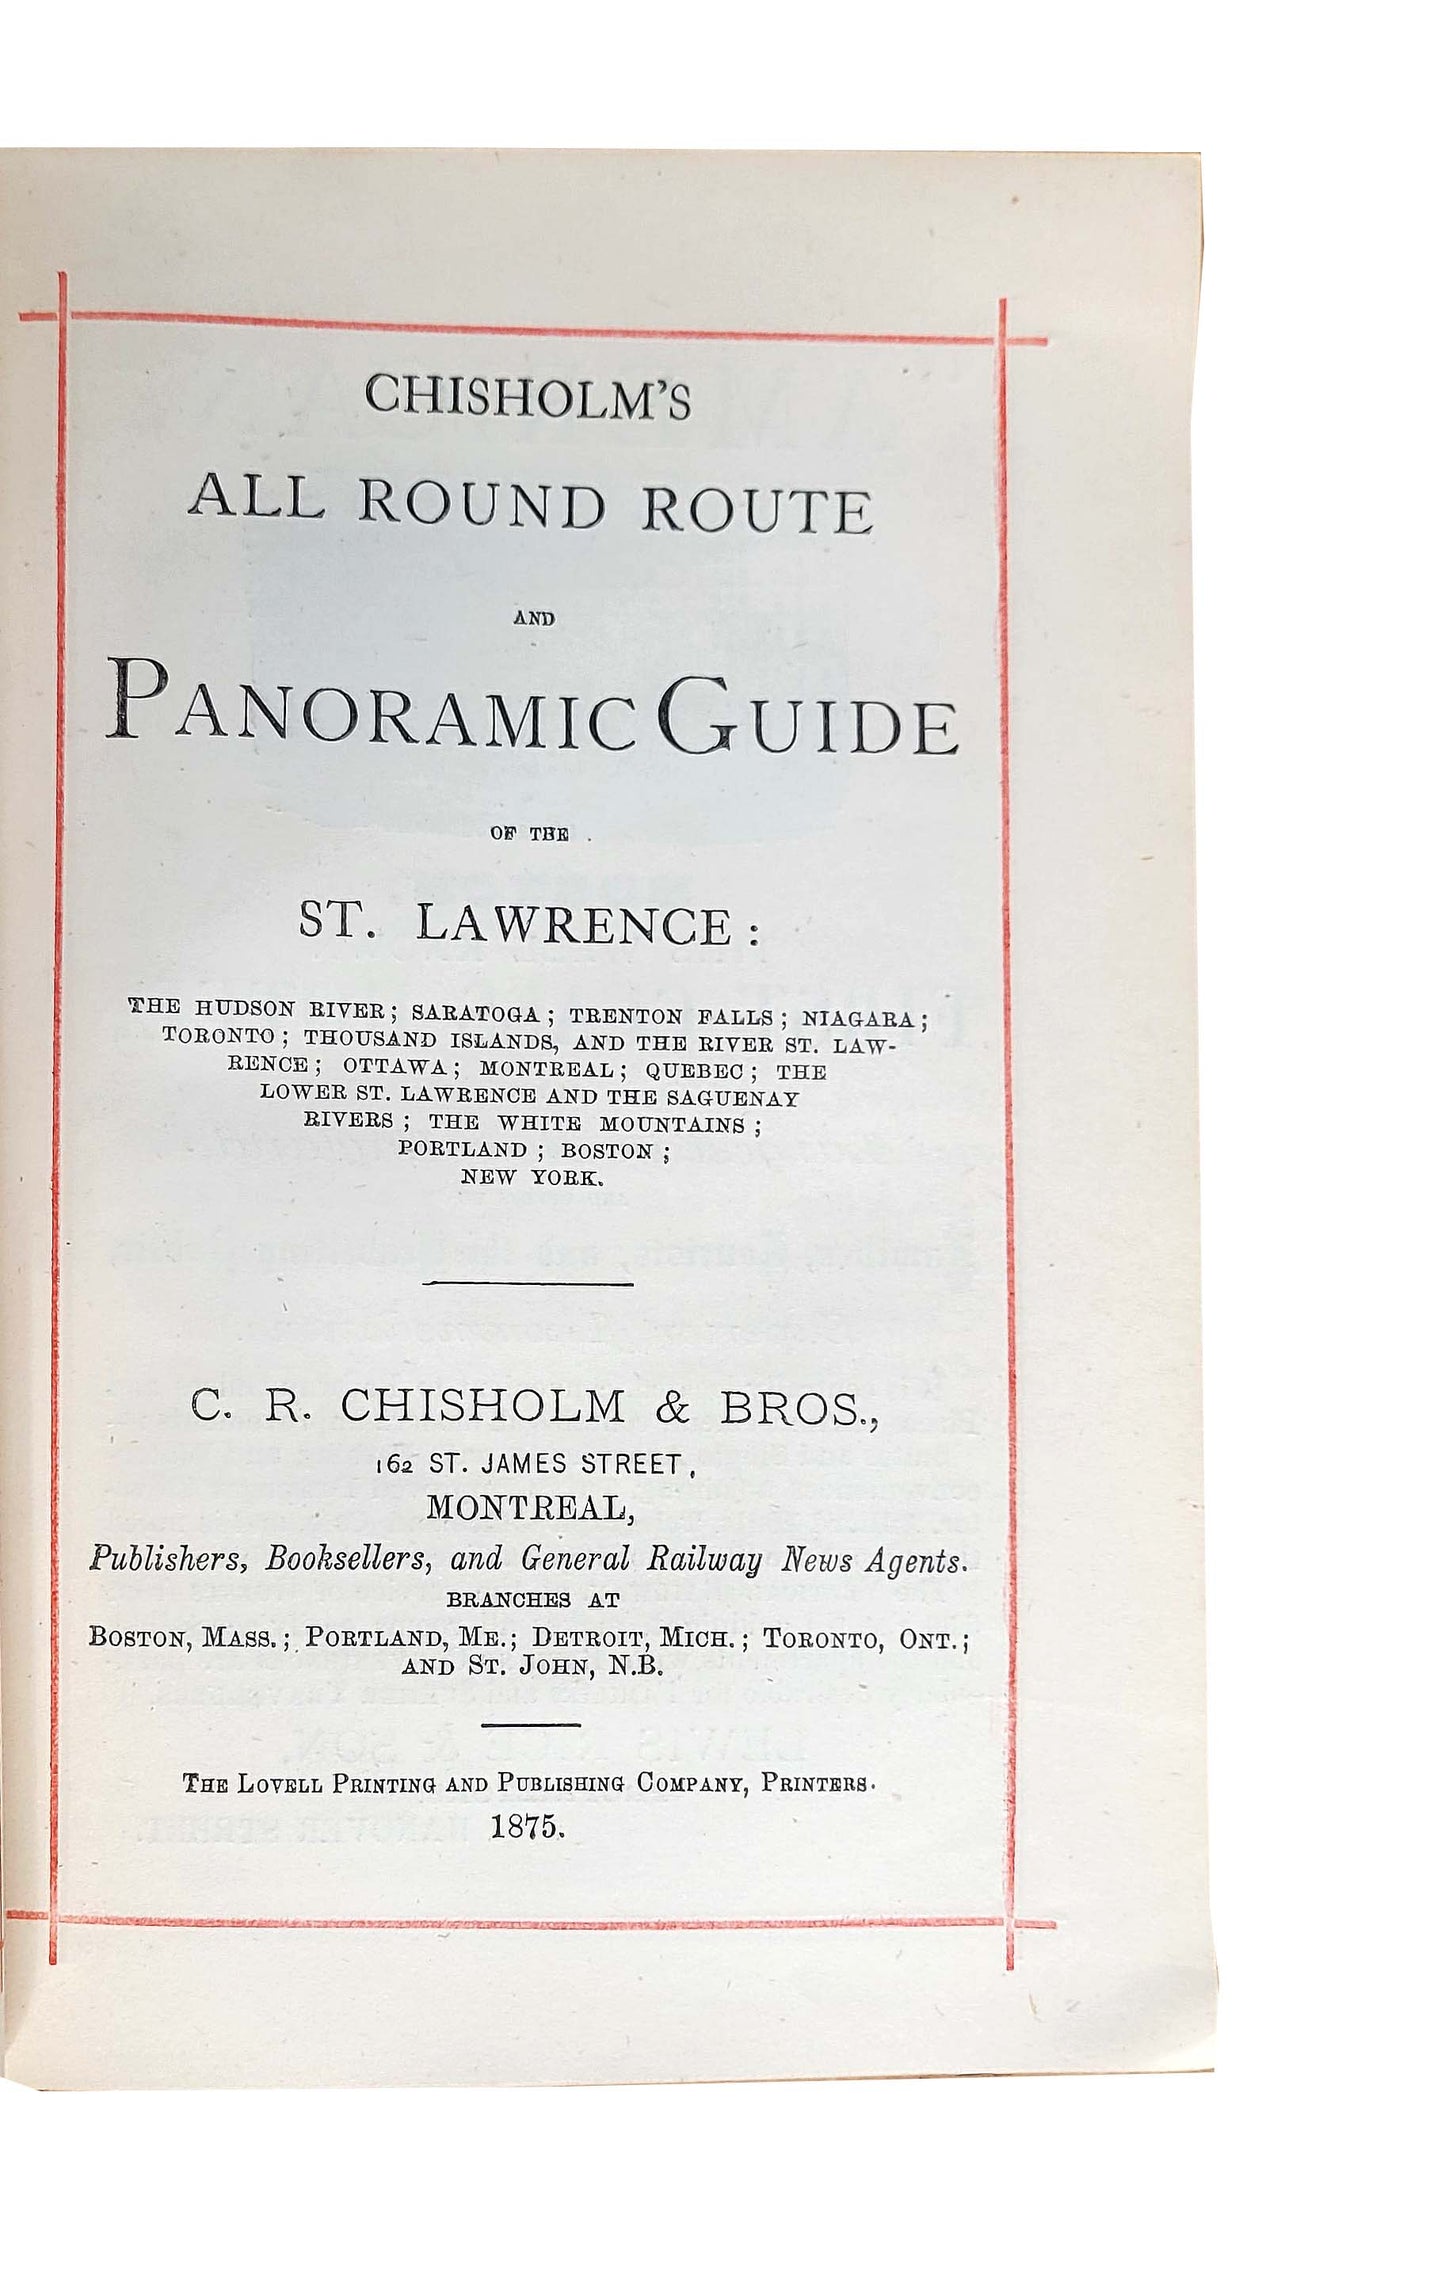 CHISHOLM'S
ALL ROUND ROUTE
AND
PANORAMIC GUIDE
OF THE
ST. LAWRENCE:
THE HUDSON RIVER; SARATOGA; TRENTON FALLS; NIAGARA;
TORONTO; THOUSAND ISLANDS, AND THE RIVER ST. LAW-
RENCE; OTTAWA; MONTREAL; QUEBEC; THE
LOWER ST. LAWRENCE AND THE SAGUENAY
RIVERS; THE WHITE MOUNTAINS;
PORTLAND; BOSTON;
NEW YORK.
C. R. CHISHOLM & BROS.,
162 ST. JAMES STREET,
MONTREAL,
Publishers, Booksellers, and General Railway News Agents.
BRANCHES AT
BOSTON, MASS.; PORTLAND, ME.; DETROIT, MICH.; TORONTO, ONT.;
AND ST. JOHN, N.B.
THE LOVELL PRINTING AND PUBLISHING COMPANY, PRINTERS.
1875.